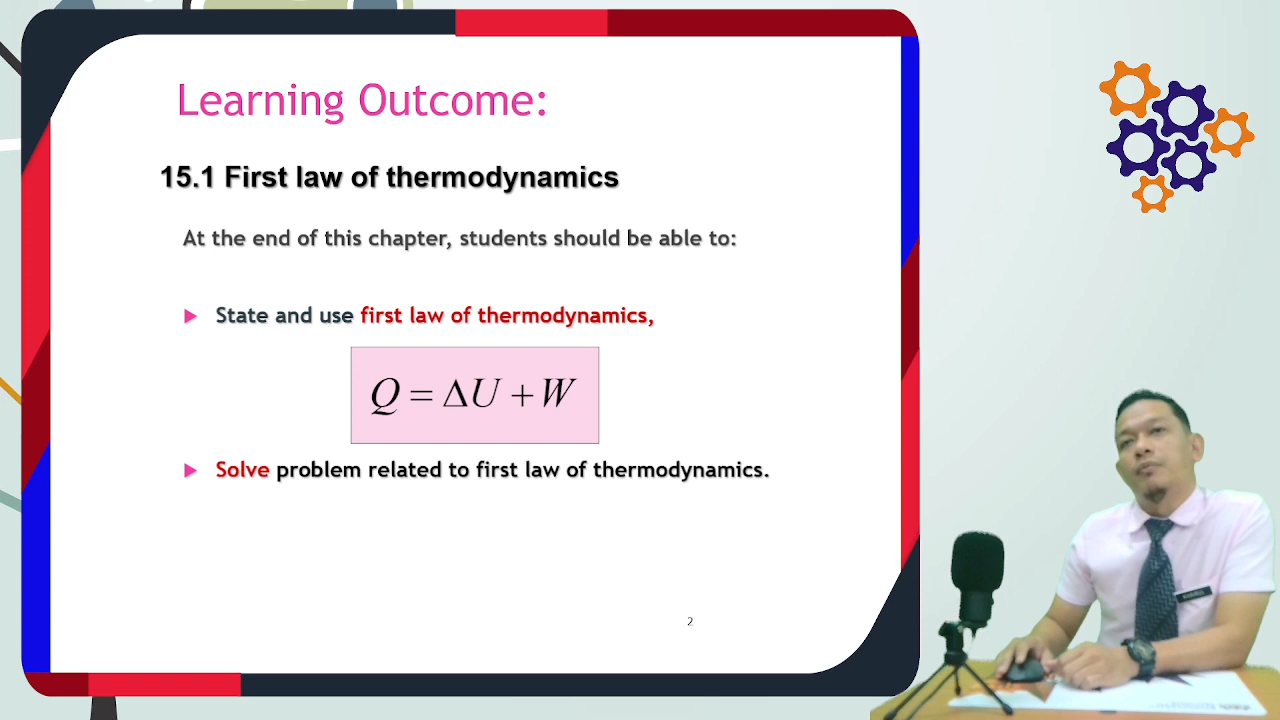 Learning Outcome:
15.1 First law of thermodynamics
At the end of this chapter, students should be able to:
State and use first law of thermodynamics,
Q = ΔU + W
Solve problem related to first law of thermodynamics.
2